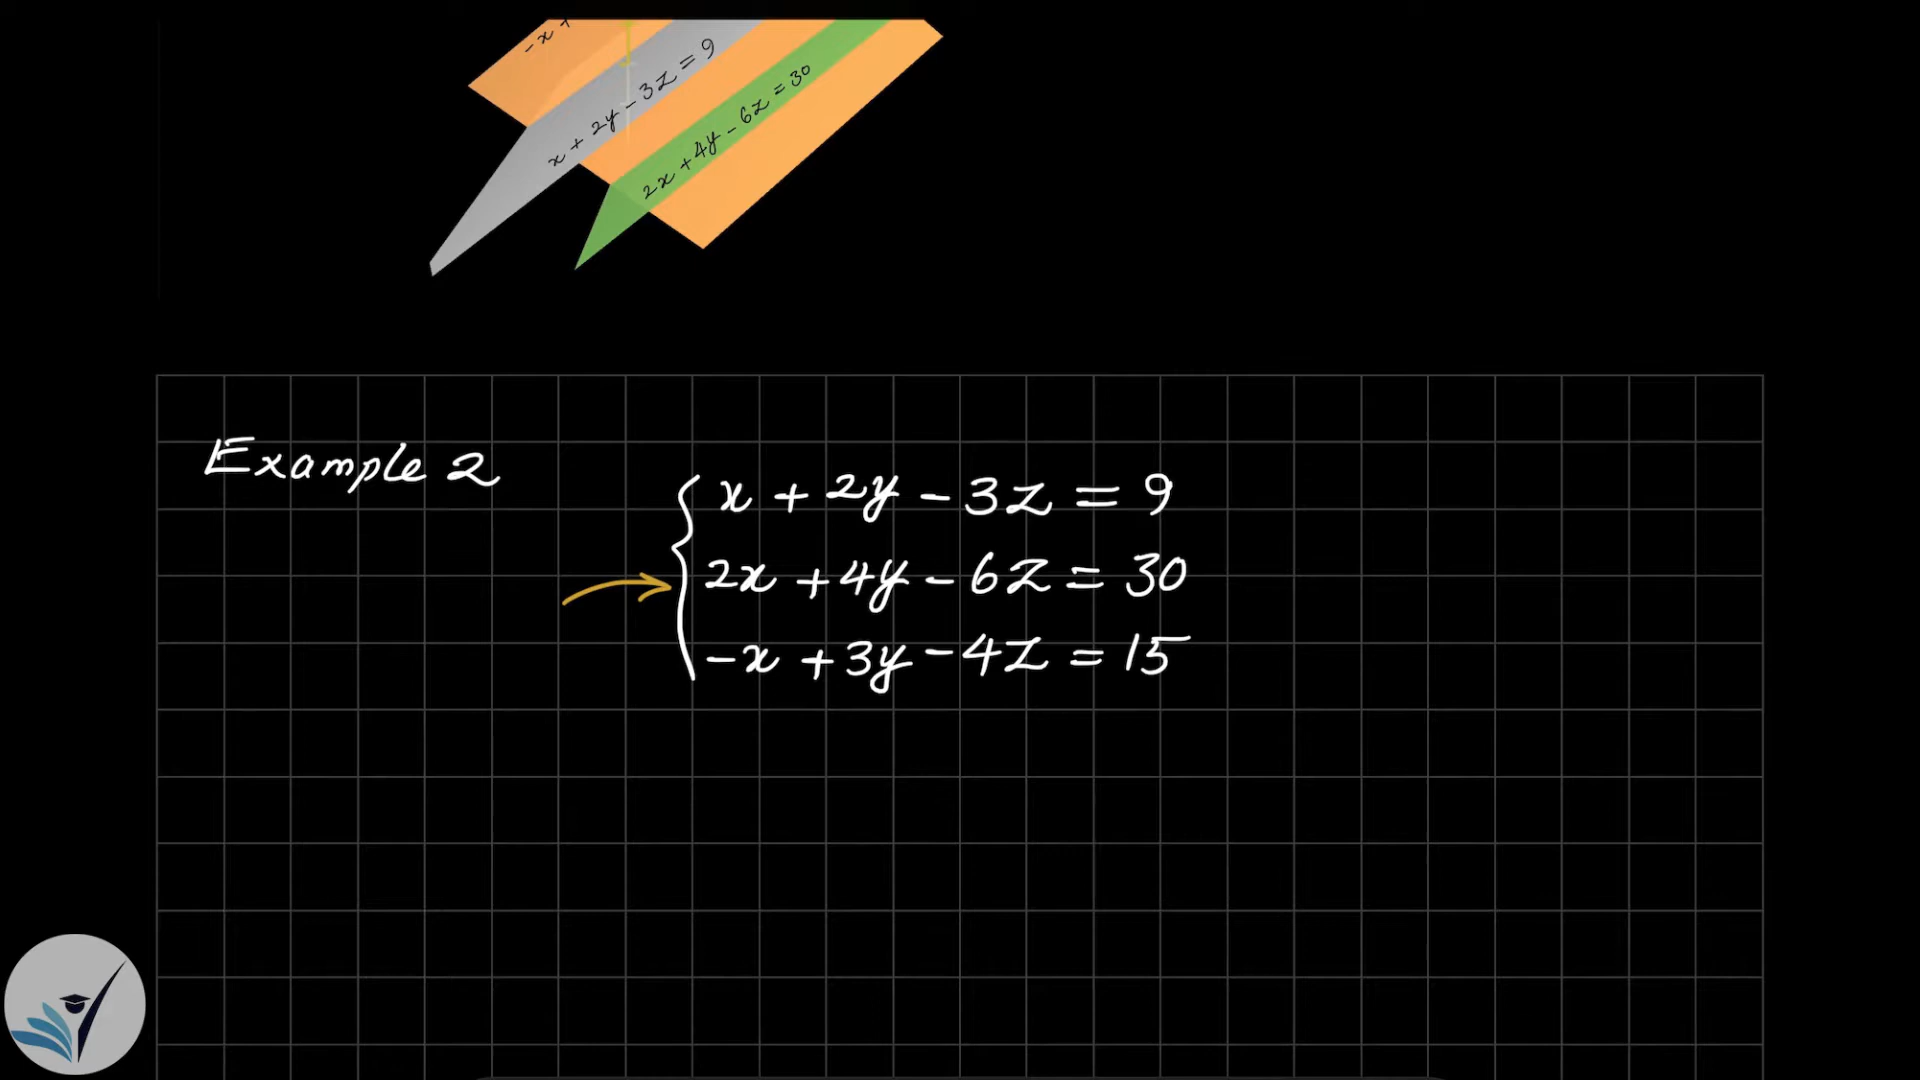 -x +
x + 2y - 3z = 9
2x + 4y - 6z = 30
Example 2
x + 2y - 3z = 9
2x + 4y - 6z = 30
-x + 3y - 4z = 15